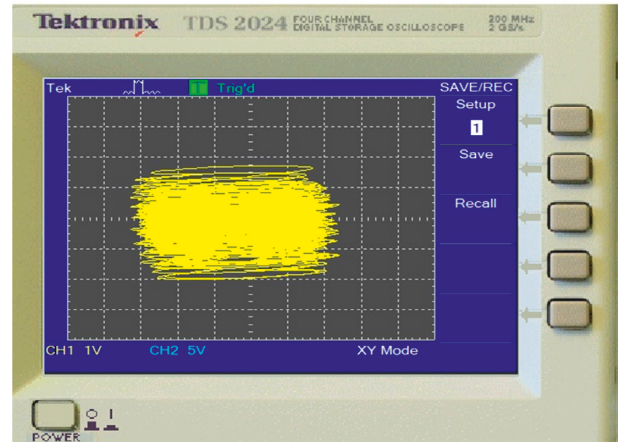 Tektronix TDS 2024 FOUR CHANNEL DIGITAL STORAGE OSCILLOSCOPE 200 MHz 2 GS/s
Tek T Trig'd SAVE/REC
Setup
1
Save
Recall
CH1 1V CH2 5V XY Mode
POWER